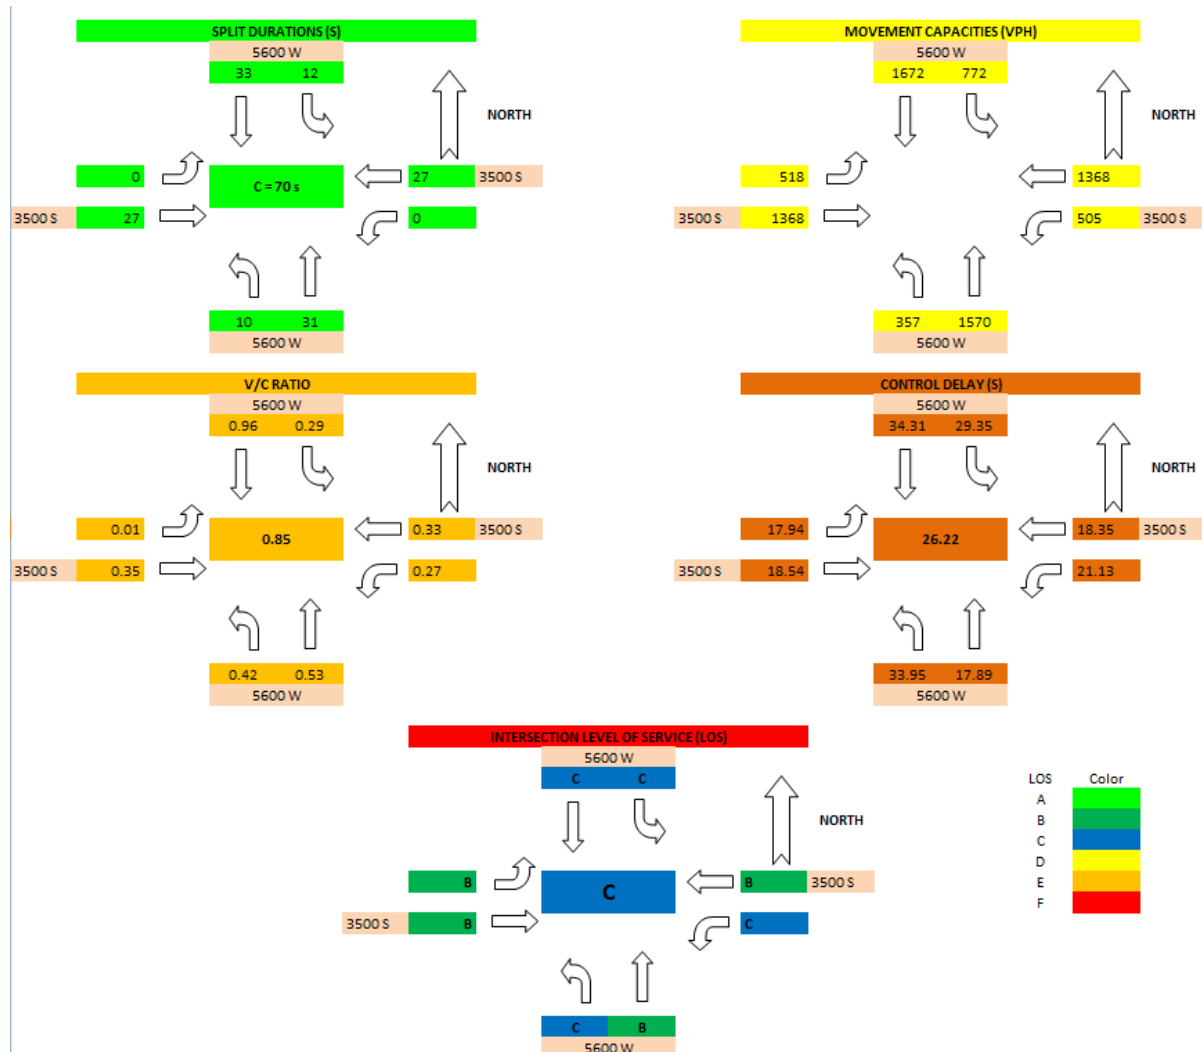 SPLIT DURATIONS (S)
5600 W
33 12
NORTH
0
C = 70 s
27 3500 S
3500 S 27
0
10 31
5600 W
MOVEMENT CAPACITIES (VPH)
5600 W
1672 772
NORTH
518
1368
3500 S 1368
505 3500 S
357 1570
5600 W
V/C RATIO
5600 W
0.96 0.29
NORTH
0.01
0.85
0.33 3500 S
3500 S 0.35
0.27
0.42 0.53
5600 W
CONTROL DELAY (S)
5600 W
34.31 29.35
NORTH
17.94
26.22
18.35 3500 S
3500 S 18.54
21.13
33.95 17.89
5600 W
INTERSECTION LEVEL OF SERVICE (LOS)
5600 W
C C
NORTH
B
C
B 3500 S
3500 S B
C
C B
5600 W
LOS Color
A
B
C
D
E
F